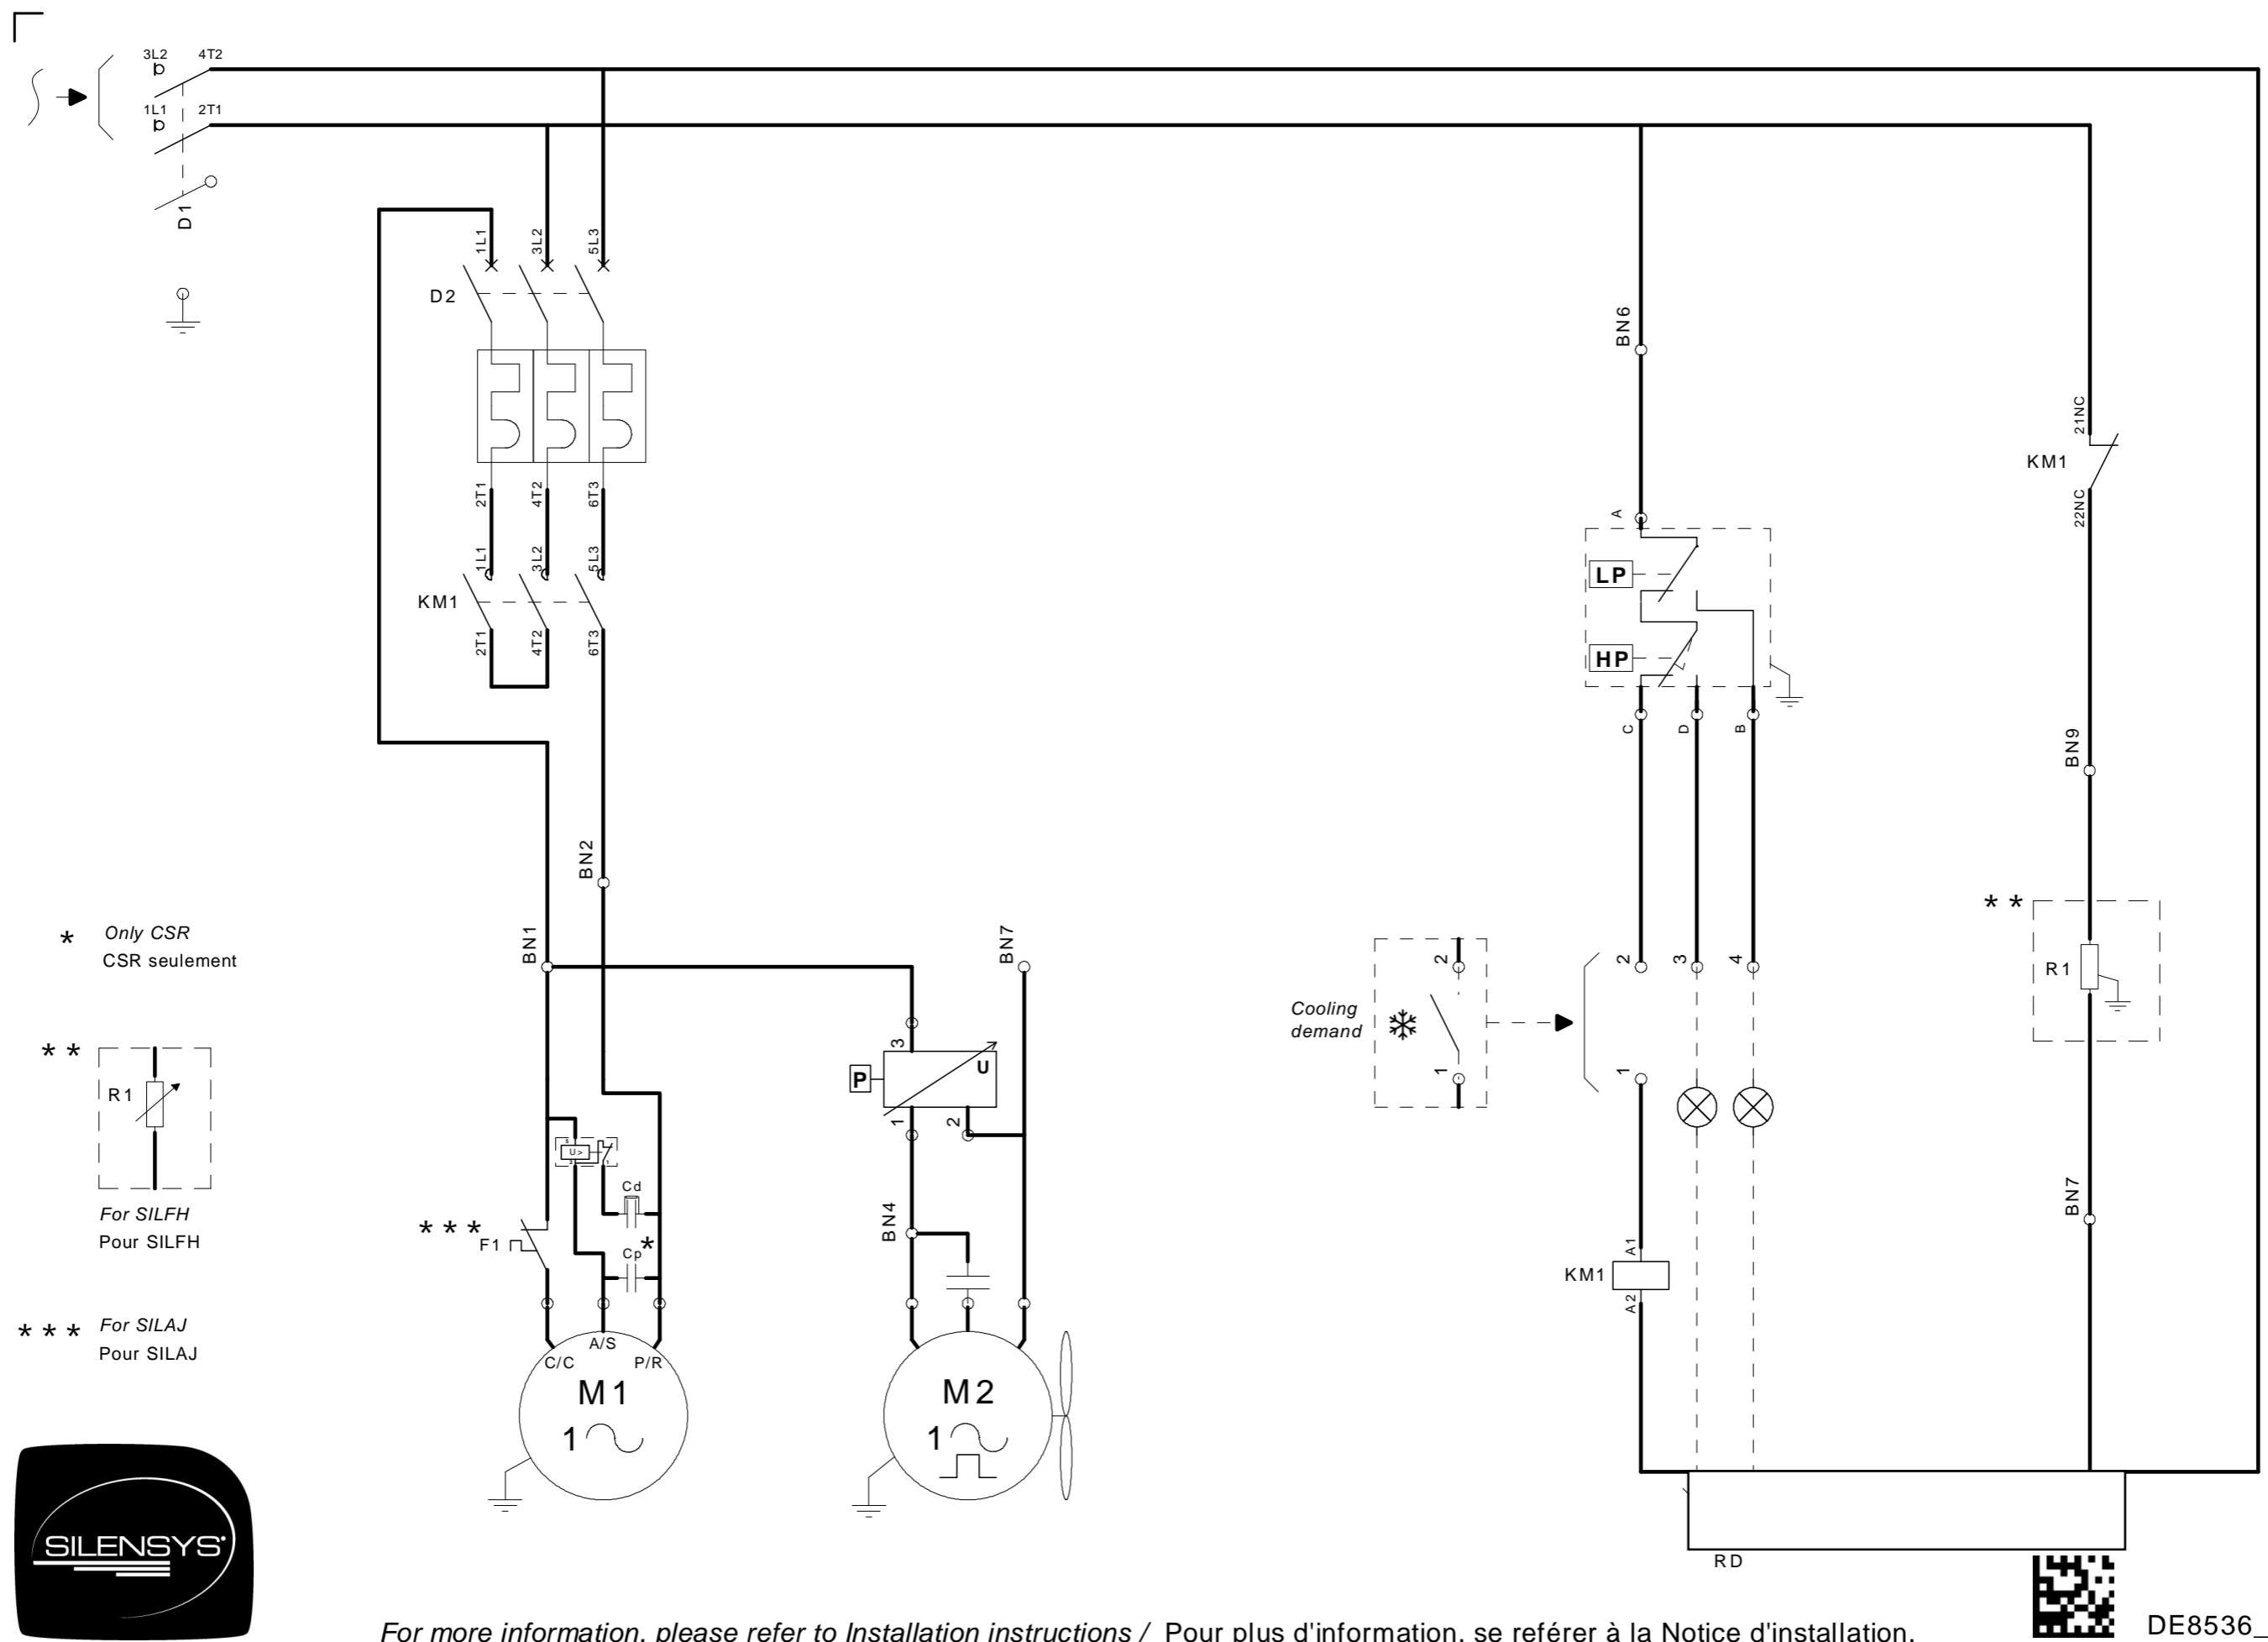 3L2 4T2
1L1 2T1
D1
1L1 3L2 5L3
D2
2T1 4T2 6T3
1L1 3L2 5L3
KM1
2T1 4T2 6T3
BN6
A
LP
HP
C D B
21NC
KM1
22NC
BN9
BN2
BN1
BN7
* Only CSR
CSR seulement
* *
R1
For SILFH
Pour SILFH
* * * For SILAJ
Pour SILAJ
3
P
U
1 2
U>
Cd
* * *
F1
Cp *
BN4
C/C A/S P/R
M1
1
M2
1
Cooling
demand
2
1
2 3 4
1
A1
KM1
A2
* *
R1
BN7
RD
SILENSYS
For more information, please refer to Installation instructions / Pour plus d'information, se reférer à la Notice d'installation.
DE8536_